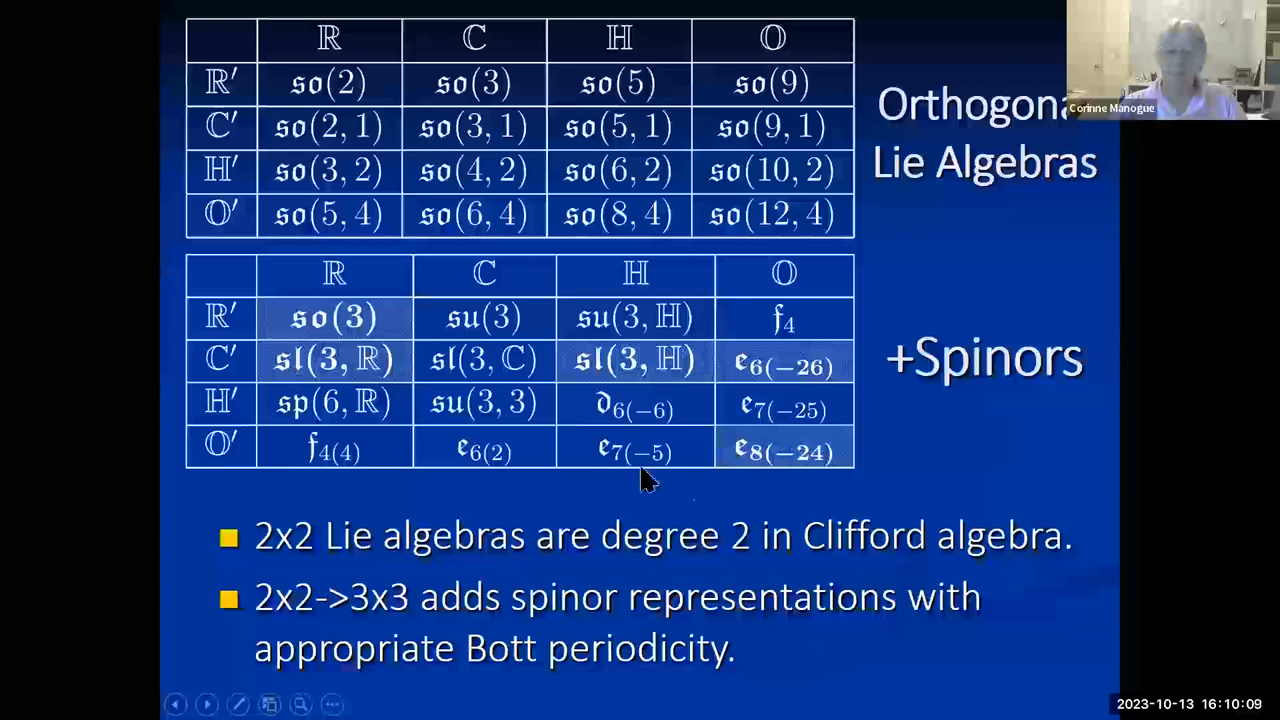 ℝ ℂ ℍ 𝕆
ℝ′ 𝔰𝔬(2) 𝔰𝔬(3) 𝔰𝔬(5) 𝔰𝔬(9)
ℂ′ 𝔰𝔬(2, 1) 𝔰𝔬(3, 1) 𝔰𝔬(5, 1) 𝔰𝔬(9, 1)
ℍ′ 𝔰𝔬(3, 2) 𝔰𝔬(4, 2) 𝔰𝔬(6, 2) 𝔰𝔬(10, 2)
𝕆′ 𝔰𝔬(5, 4) 𝔰𝔬(6, 4) 𝔰𝔬(8, 4) 𝔰𝔬(12, 4)
Orthogona
Lie Algebras
Corinne Manogue
ℝ ℂ ℍ 𝕆
ℝ′ 𝔰𝔬(3) 𝔰𝔲(3) 𝔰𝔲(3, ℍ) 𝔣₄
ℂ′ 𝔰𝔩(3, ℝ) 𝔰𝔩(3, ℂ) 𝔰𝔩(3, ℍ) 𝔢₆₍₋₂₆₎
ℍ′ 𝔰𝔭(6, ℝ) 𝔰𝔲(3, 3) 𝔡₆₍₋₆₎ 𝔢₇₍₋₂₅₎
𝕆′ 𝔣₄₍₄₎ 𝔢₆₍₂₎ 𝔢₇₍₋₅₎ 𝔢₈₍₋₂₄₎
+Spinors
2x2 Lie algebras are degree 2 in Clifford algebra.
2x2->3x3 adds spinor representations with
appropriate Bott periodicity.
2023-10-13 16:10:09